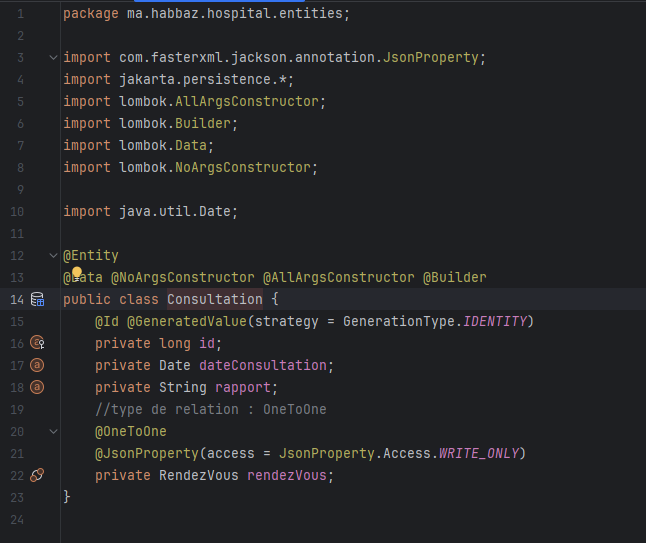 1 package ma.habbaz.hospital.entities;
2
3 import com.fasterxml.jackson.annotation.JsonProperty;
4 import jakarta.persistence.*;
5 import lombok.AllArgsConstructor;
6 import lombok.Builder;
7 import lombok.Data;
8 import lombok.NoArgsConstructor;
9
10 import java.util.Date;
11
12 @Entity
13 @Data @NoArgsConstructor @AllArgsConstructor @Builder
14 public class Consultation {
15 @Id @GeneratedValue(strategy = GenerationType.IDENTITY)
16 private long id;
17 private Date dateConsultation;
18 private String rapport;
19 //type de relation : OneToOne
20 @OneToOne
21 @JsonProperty(access = JsonProperty.Access.WRITE_ONLY)
22 private RendezVous rendezVous;
23 }
24